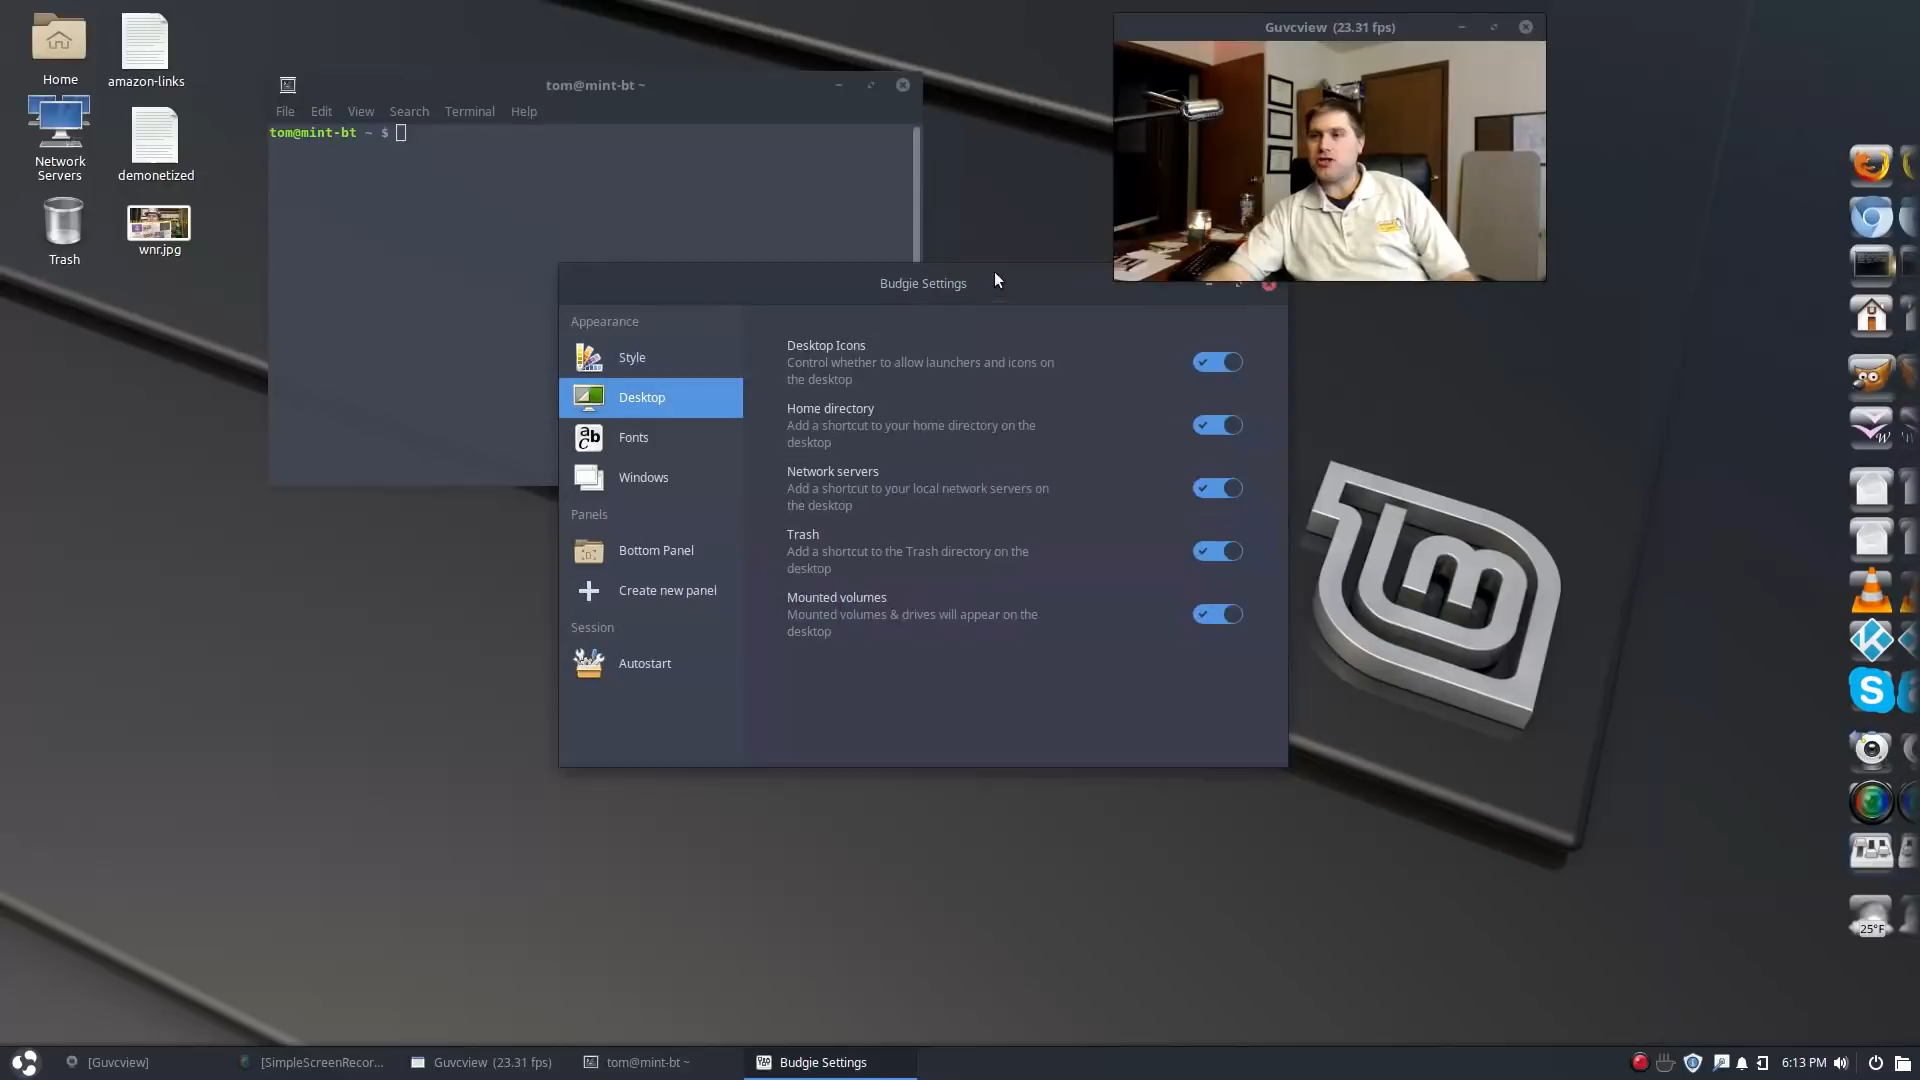 Home
amazon-links
Network
Servers
demonetized
Trash
wnr.jpg
tom@mint-bt ~
File Edit View Search Terminal Help
tom@mint-bt ~ $
Guvcview (23.31 fps)
Budgie Settings
Appearance
Style
Desktop
Fonts
Windows
Panels
Bottom Panel
Create new panel
Session
Autostart
Desktop Icons
Control whether to allow launchers and icons on
the desktop
Home directory
Add a shortcut to your home directory on the
desktop
Network servers
Add a shortcut to your local network servers on
the desktop
Trash
Add a shortcut to the Trash directory on the
desktop
Mounted volumes
Mounted volumes & drives will appear on the
desktop
25°F
[Guvcview]
[SimpleScreenRecor...
Guvcview (23.31 fps)
tom@mint-bt ~
Budgie Settings
6:13 PM